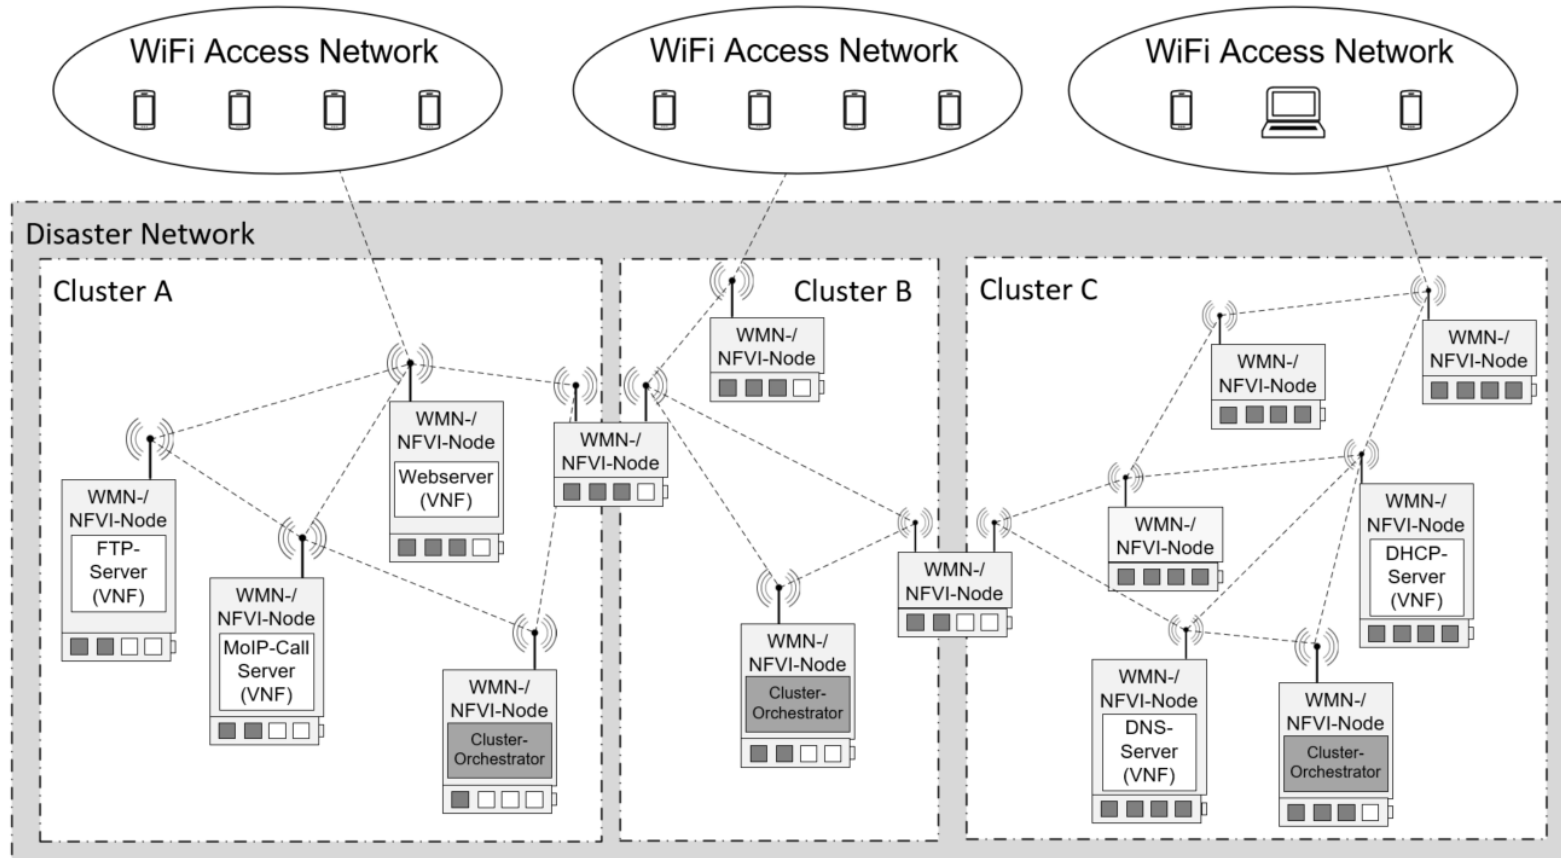 WiFi Access Network
WiFi Access Network
WiFi Access Network
Disaster Network
Cluster A
WMN-/
NFVI-Node
FTP-
Server
(VNF)
WMN-/
NFVI-Node
MoIP-Call
Server
(VNF)
WMN-/
NFVI-Node
Webserver
(VNF)
WMN-/
NFVI-Node
Cluster-
Orchestrator
WMN-/
NFVI-Node
Cluster B
WMN-/
NFVI-Node
WMN-/
NFVI-Node
Cluster-
Orchestrator
WMN-/
NFVI-Node
Cluster C
WMN-/
NFVI-Node
WMN-/
NFVI-Node
WMN-/
NFVI-Node
WMN-/
NFVI-Node
DHCP-
Server
(VNF)
WMN-/
NFVI-Node
DNS-
Server
(VNF)
WMN-/
NFVI-Node
Cluster-
Orchestrator